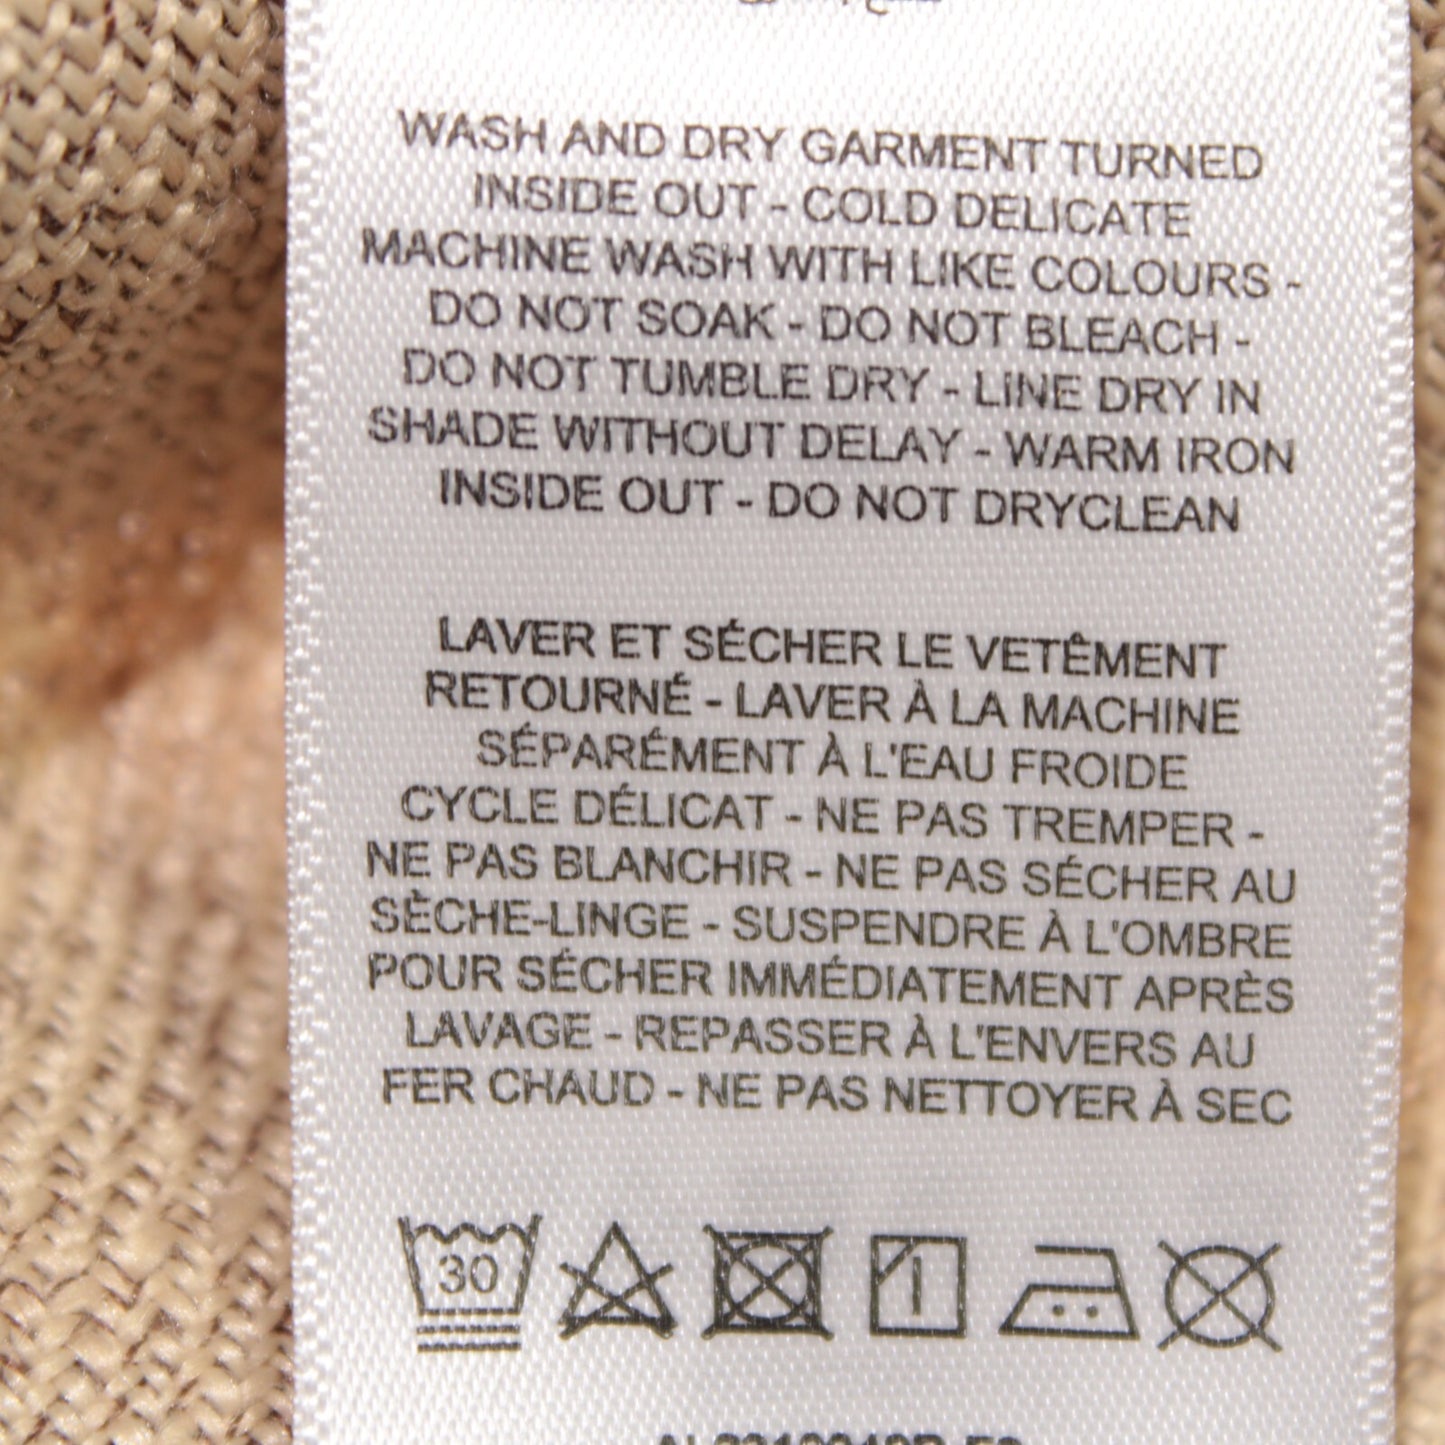 WASH AND DRY GARMENT TURNED
INSIDE OUT - COLD DELICATE
MACHINE WASH WITH LIKE COLOURS -
DO NOT SOAK - DO NOT BLEACH -
DO NOT TUMBLE DRY - LINE DRY IN
SHADE WITHOUT DELAY - WARM IRON
INSIDE OUT - DO NOT DRYCLEAN
LAVER ET SÉCHER LE VETÊMENT
RETOURNÉ - LAVER À LA MACHINE
SÉPARÉMENT À L'EAU FROIDE
CYCLE DÉLICAT - NE PAS TREMPER -
NE PAS BLANCHIR - NE PAS SÉCHER AU
SÈCHE-LINGE - SUSPENDRE À L'OMBRE
POUR SÉCHER IMMÉDIATEMENT APRÈS
LAVAGE - REPASSER À L'ENVERS AU
FER CHAUD - NE PAS NETTOYER À SEC
30